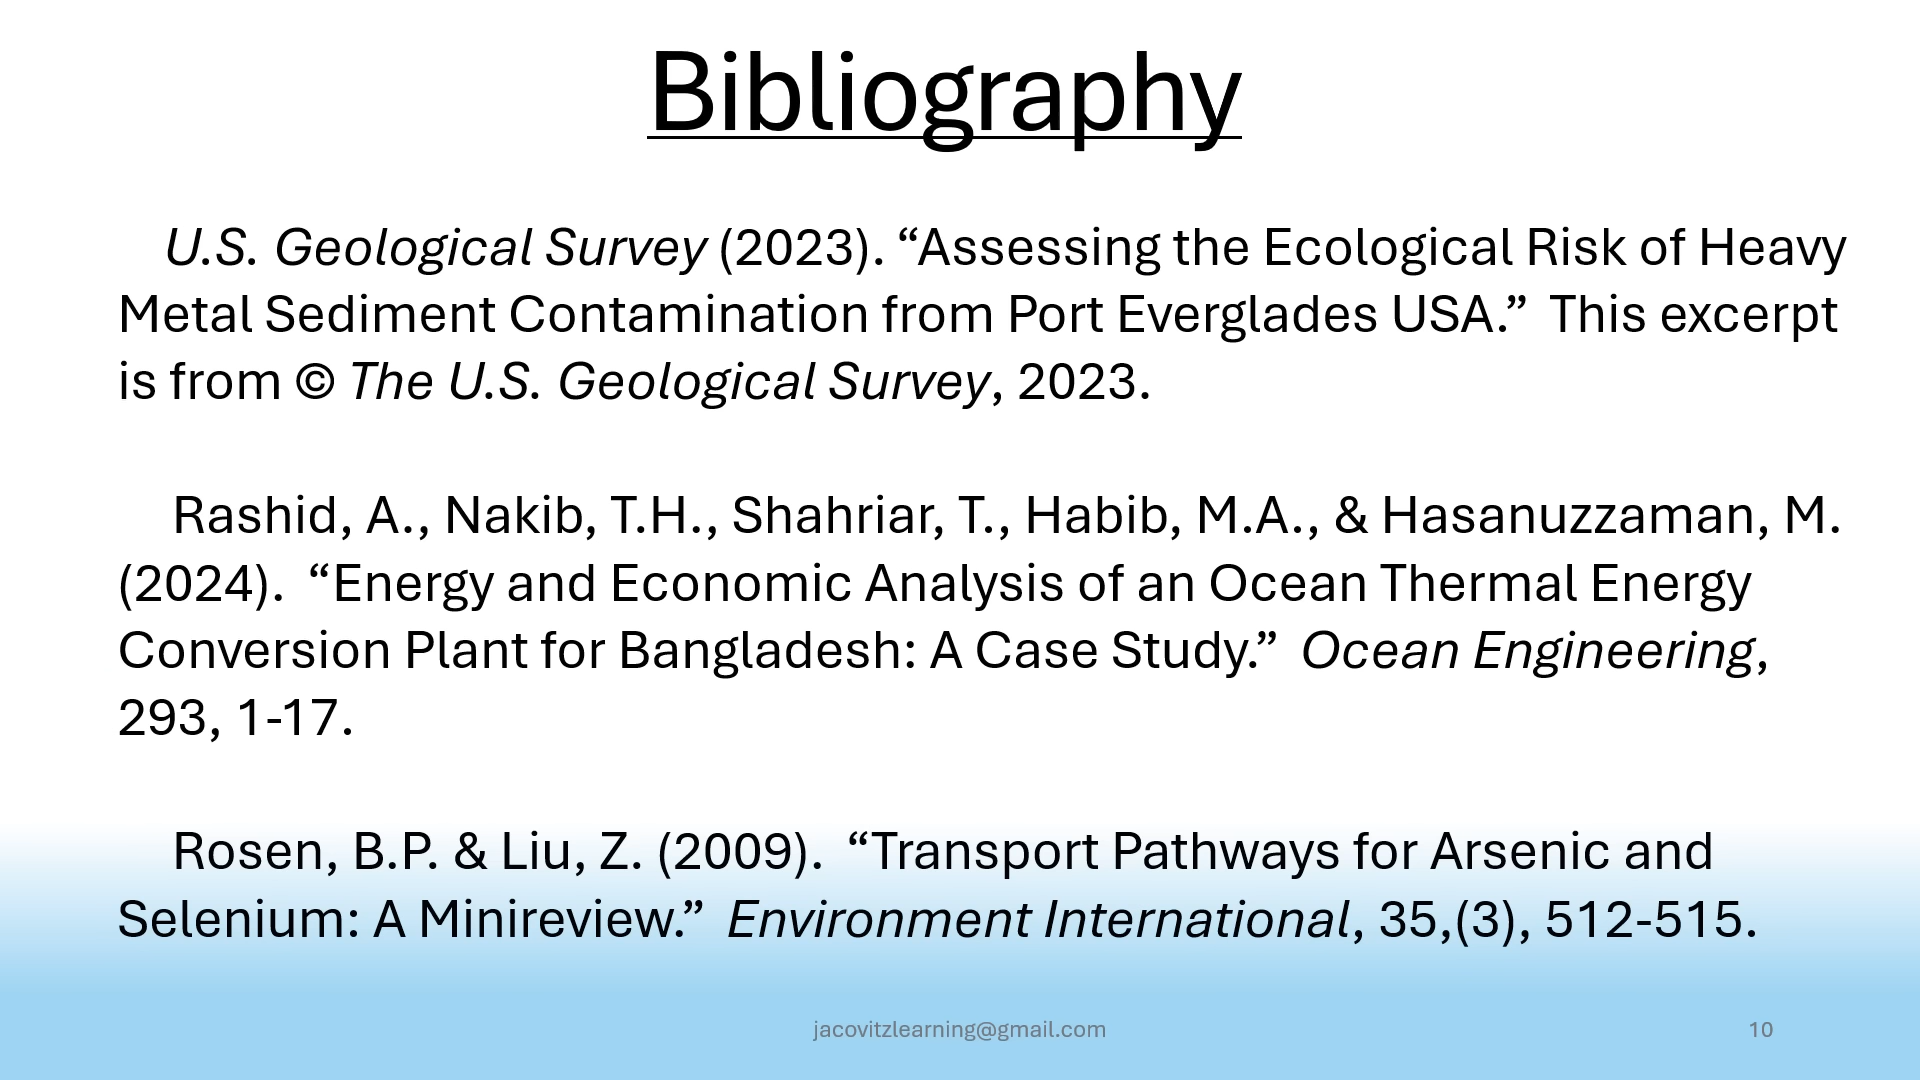 Bibliography
U.S. Geological Survey (2023). “Assessing the Ecological Risk of Heavy
Metal Sediment Contamination from Port Everglades USA.”  This excerpt
is from © The U.S. Geological Survey, 2023.
Rashid, A., Nakib, T.H., Shahriar, T., Habib, M.A., & Hasanuzzaman, M.
(2024).  “Energy and Economic Analysis of an Ocean Thermal Energy
Conversion Plant for Bangladesh: A Case Study.”  Ocean Engineering,
293, 1-17.
Rosen, B.P. & Liu, Z. (2009).  “Transport Pathways for Arsenic and
Selenium: A Minireview.”  Environment International, 35,(3), 512-515.
jacovitzlearning@gmail.com
10